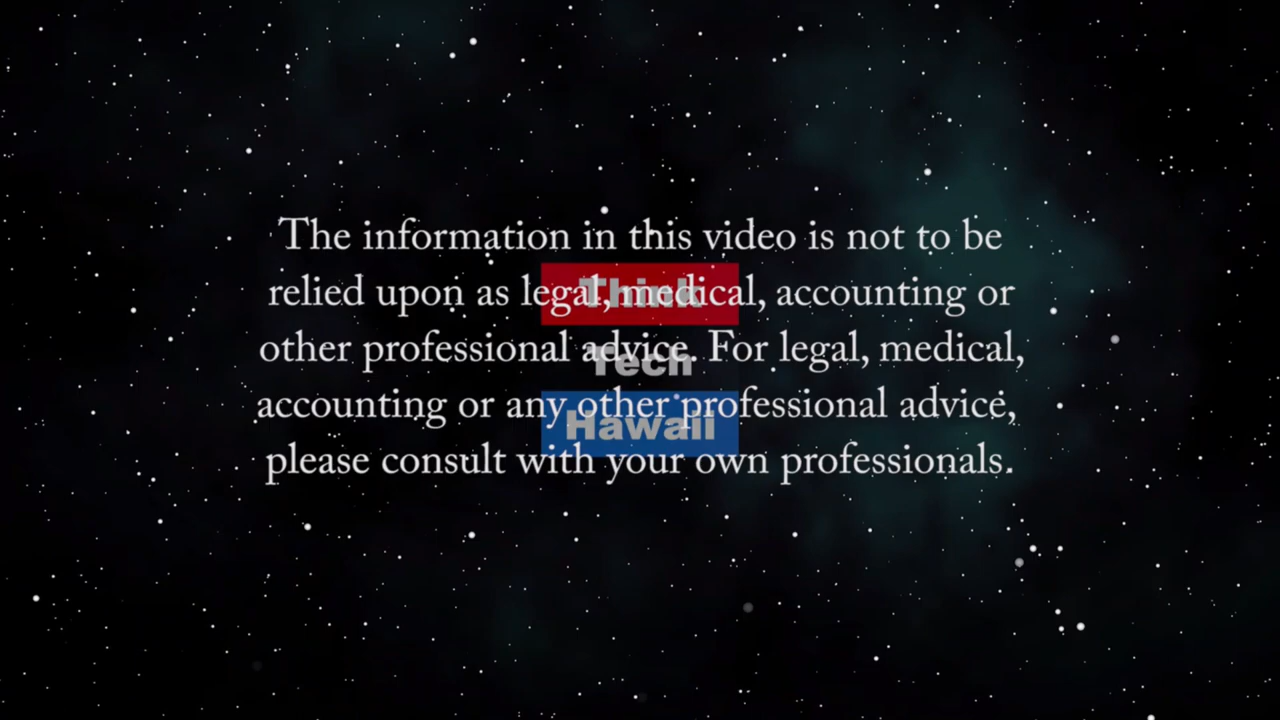 The information in this video is not to be
relied upon as legal, medical, accounting or
other professional advice. For legal, medical,
accounting or any other professional advice,
please consult with your own professionals.
Think
Tech
Hawaii